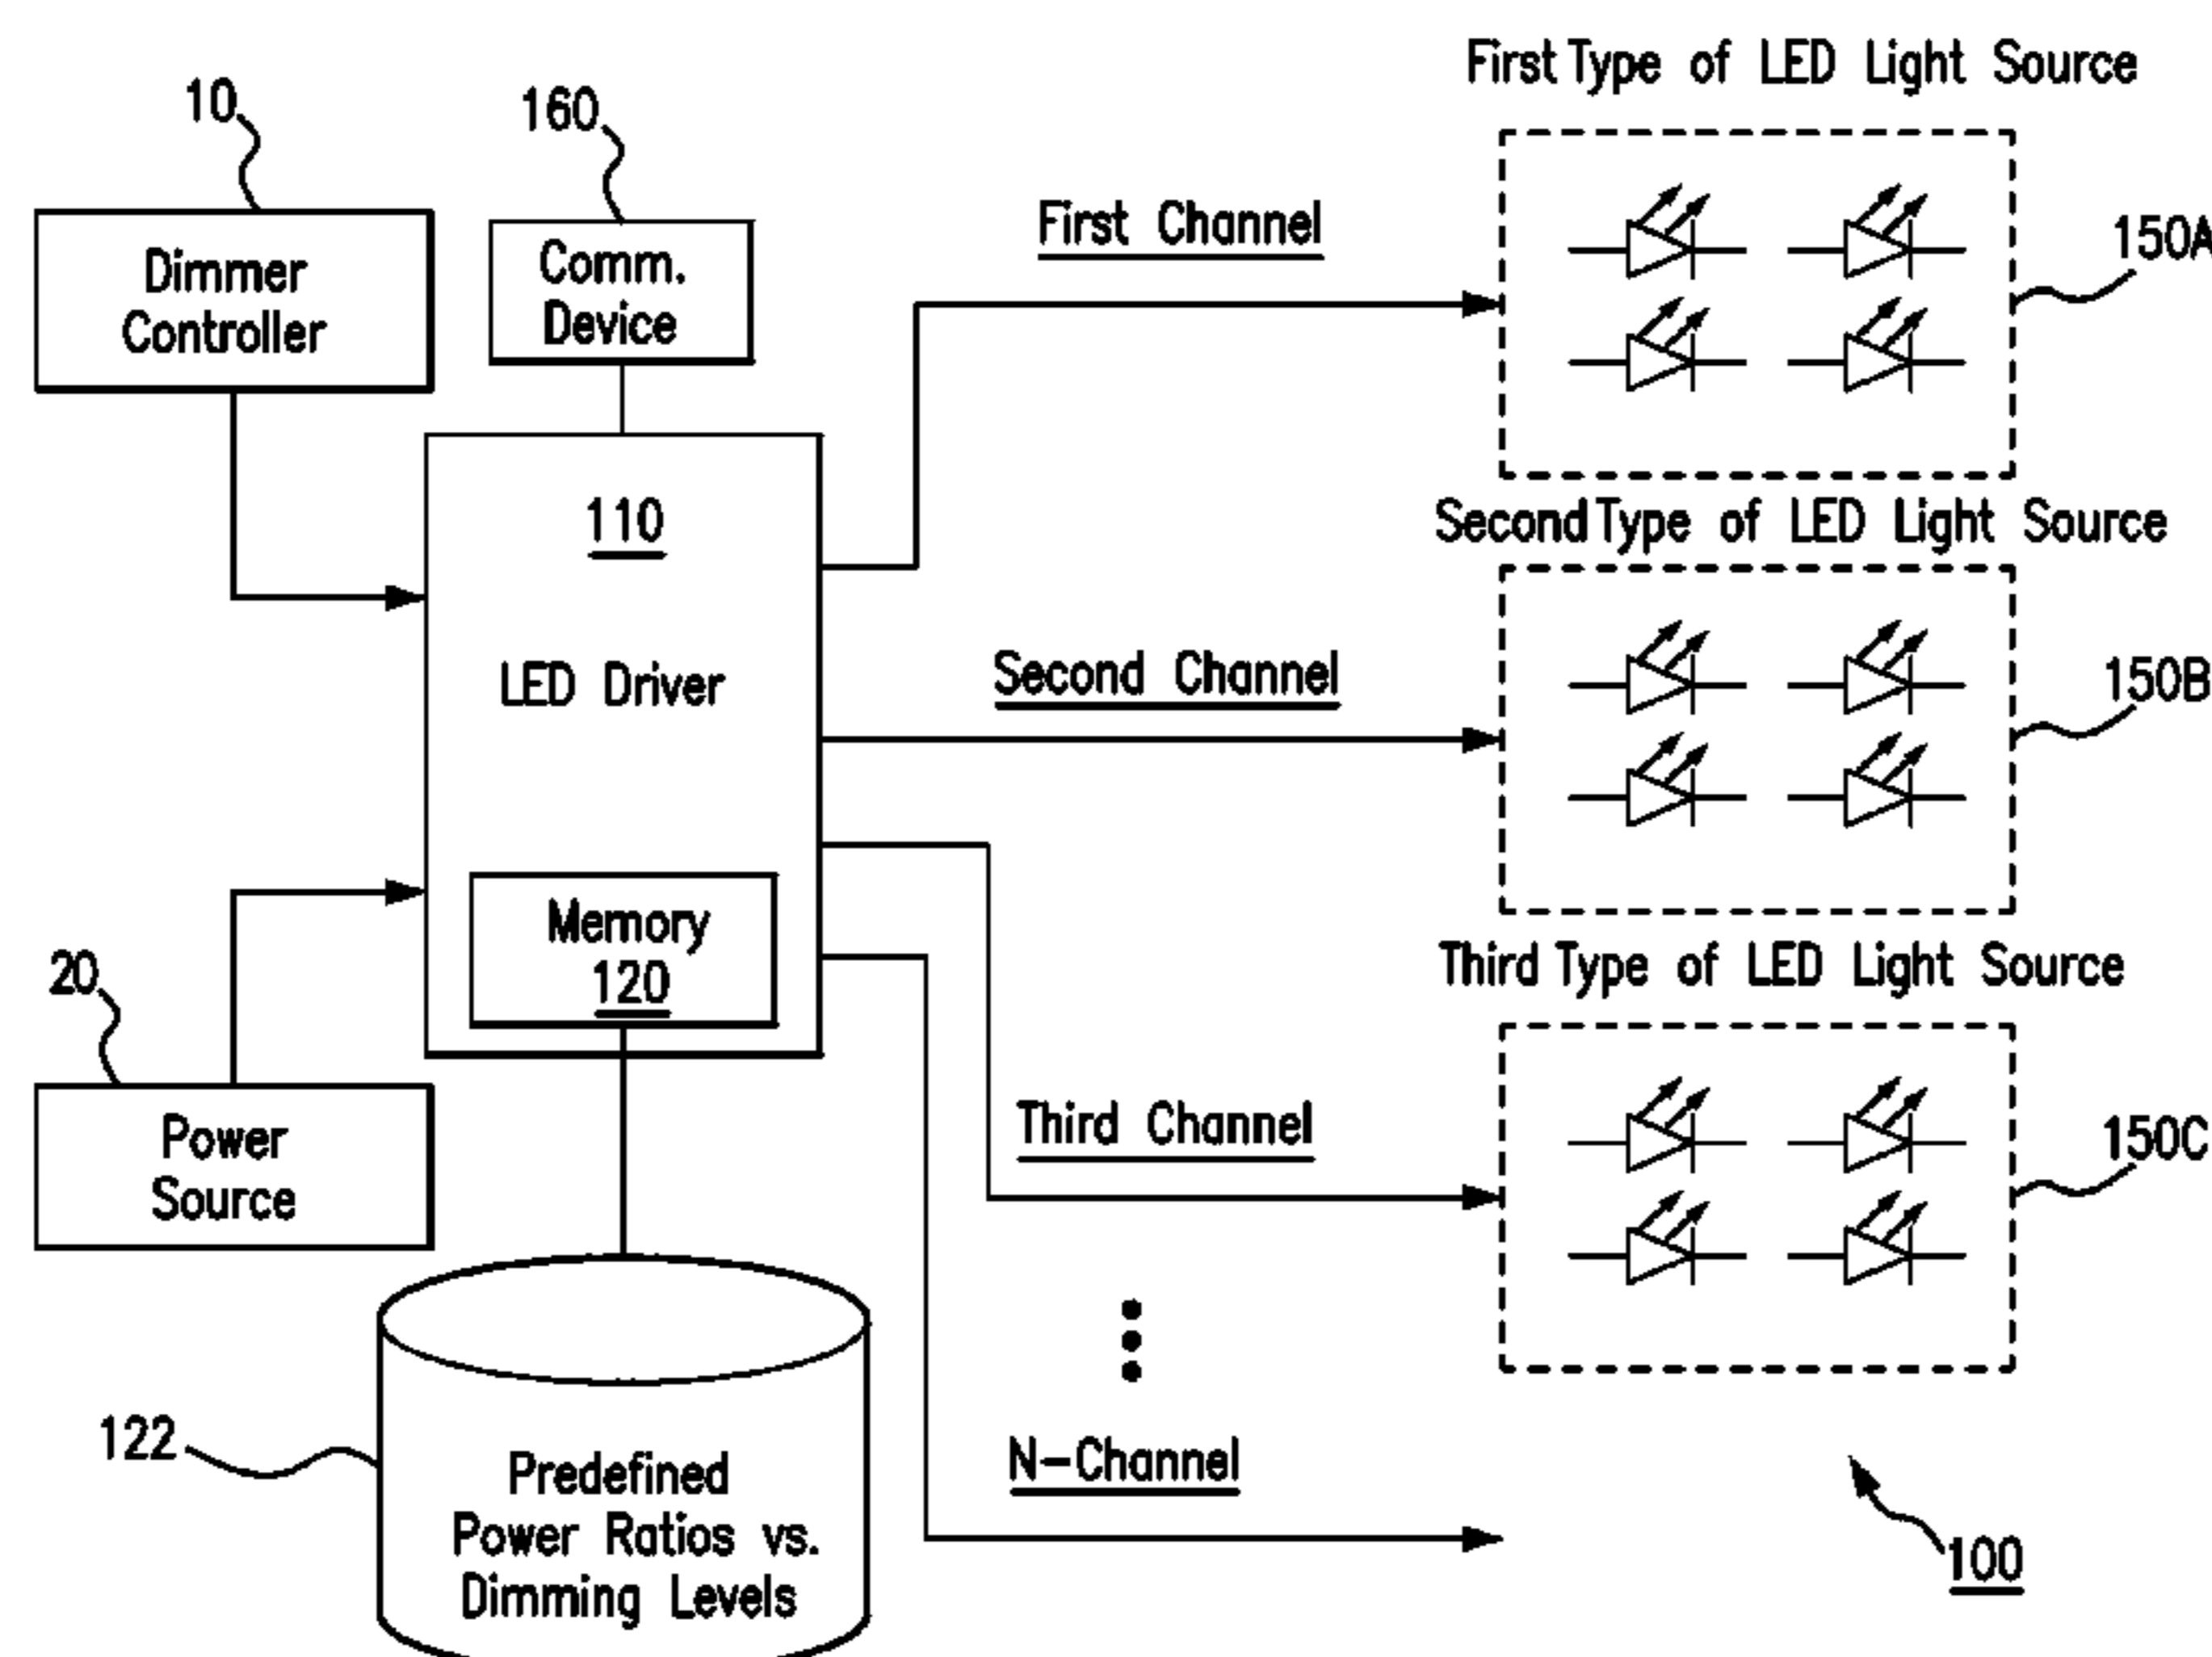 First Type of LED Light Source
10
160
Dimmer
Controller
Comm.
Device
First Channel
150A
110
LED Driver
Second Type of LED Light Source
Second Channel
150B
Memory
120
20
Power
Source
Third Type of LED Light Source
Third Channel
150C
122
Predefined
Power Ratios vs.
Dimming Levels
N-Channel
100